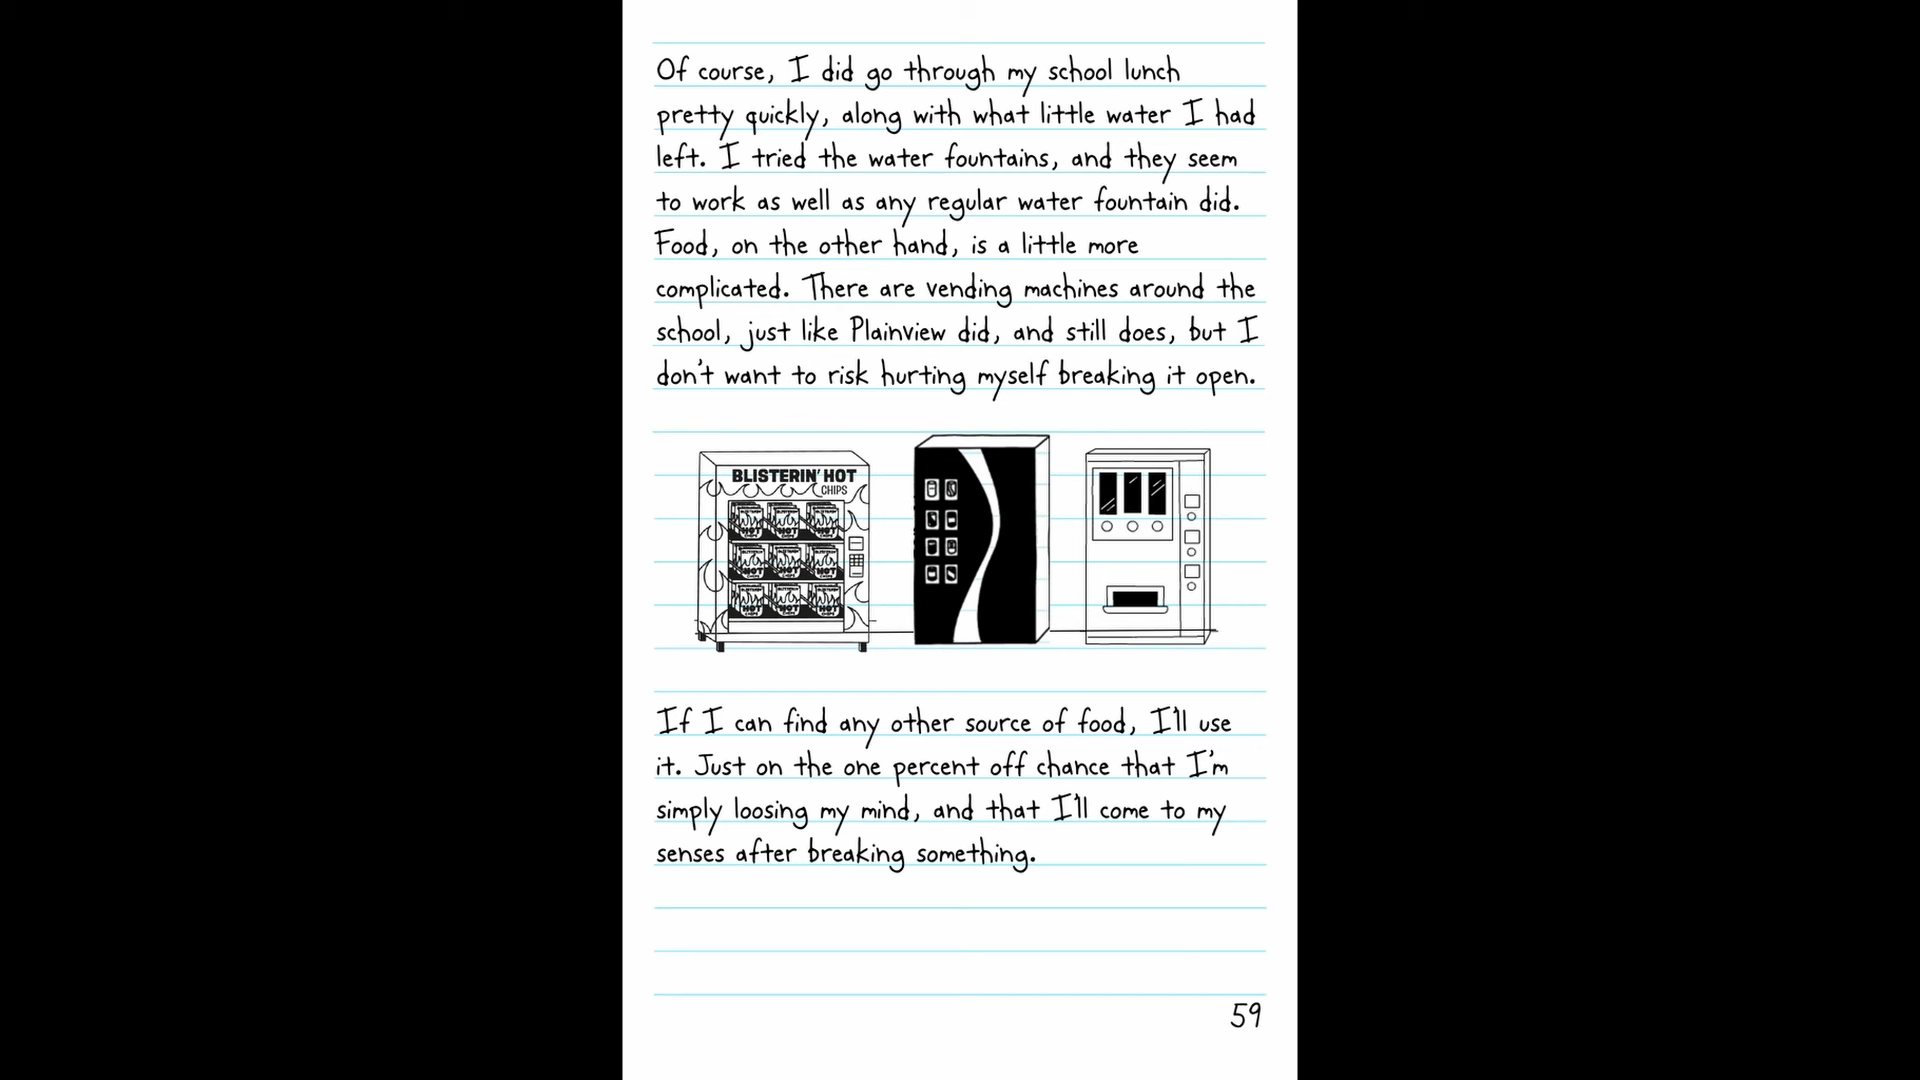 Of course, I did go through my school lunch
pretty quickly, along with what little water I had
left. I tried the water fountains, and they seem
to work as well as any regular water fountain did.
Food, on the other hand, is a little more
complicated. There are vending machines around the
school, just like Plainview did, and still does, but I
don't want to risk hurting myself breaking it open.
BLISTERIN' HOT
CHIPS
If I can find any other source of food, I'll use
it. Just on the one percent off chance that I'm
simply loosing my mind, and that I'll come to my
senses after breaking something.
59